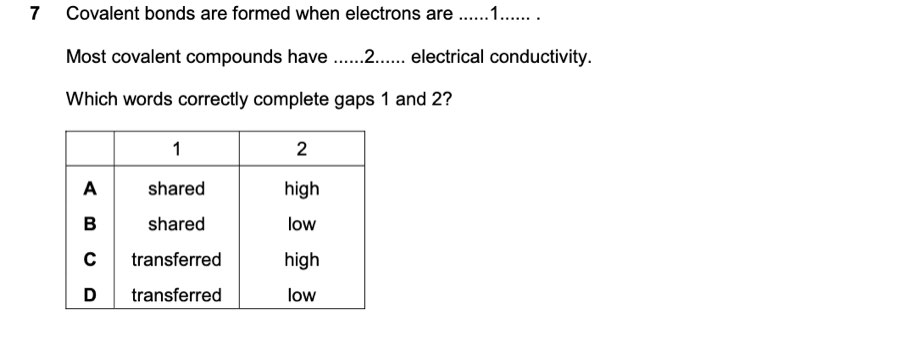 7 Covalent bonds are formed when electrons are ......1...... .
Most covalent compounds have ......2...... electrical conductivity.
Which words correctly complete gaps 1 and 2?
1 2
A shared high
B shared low
C transferred high
D transferred low